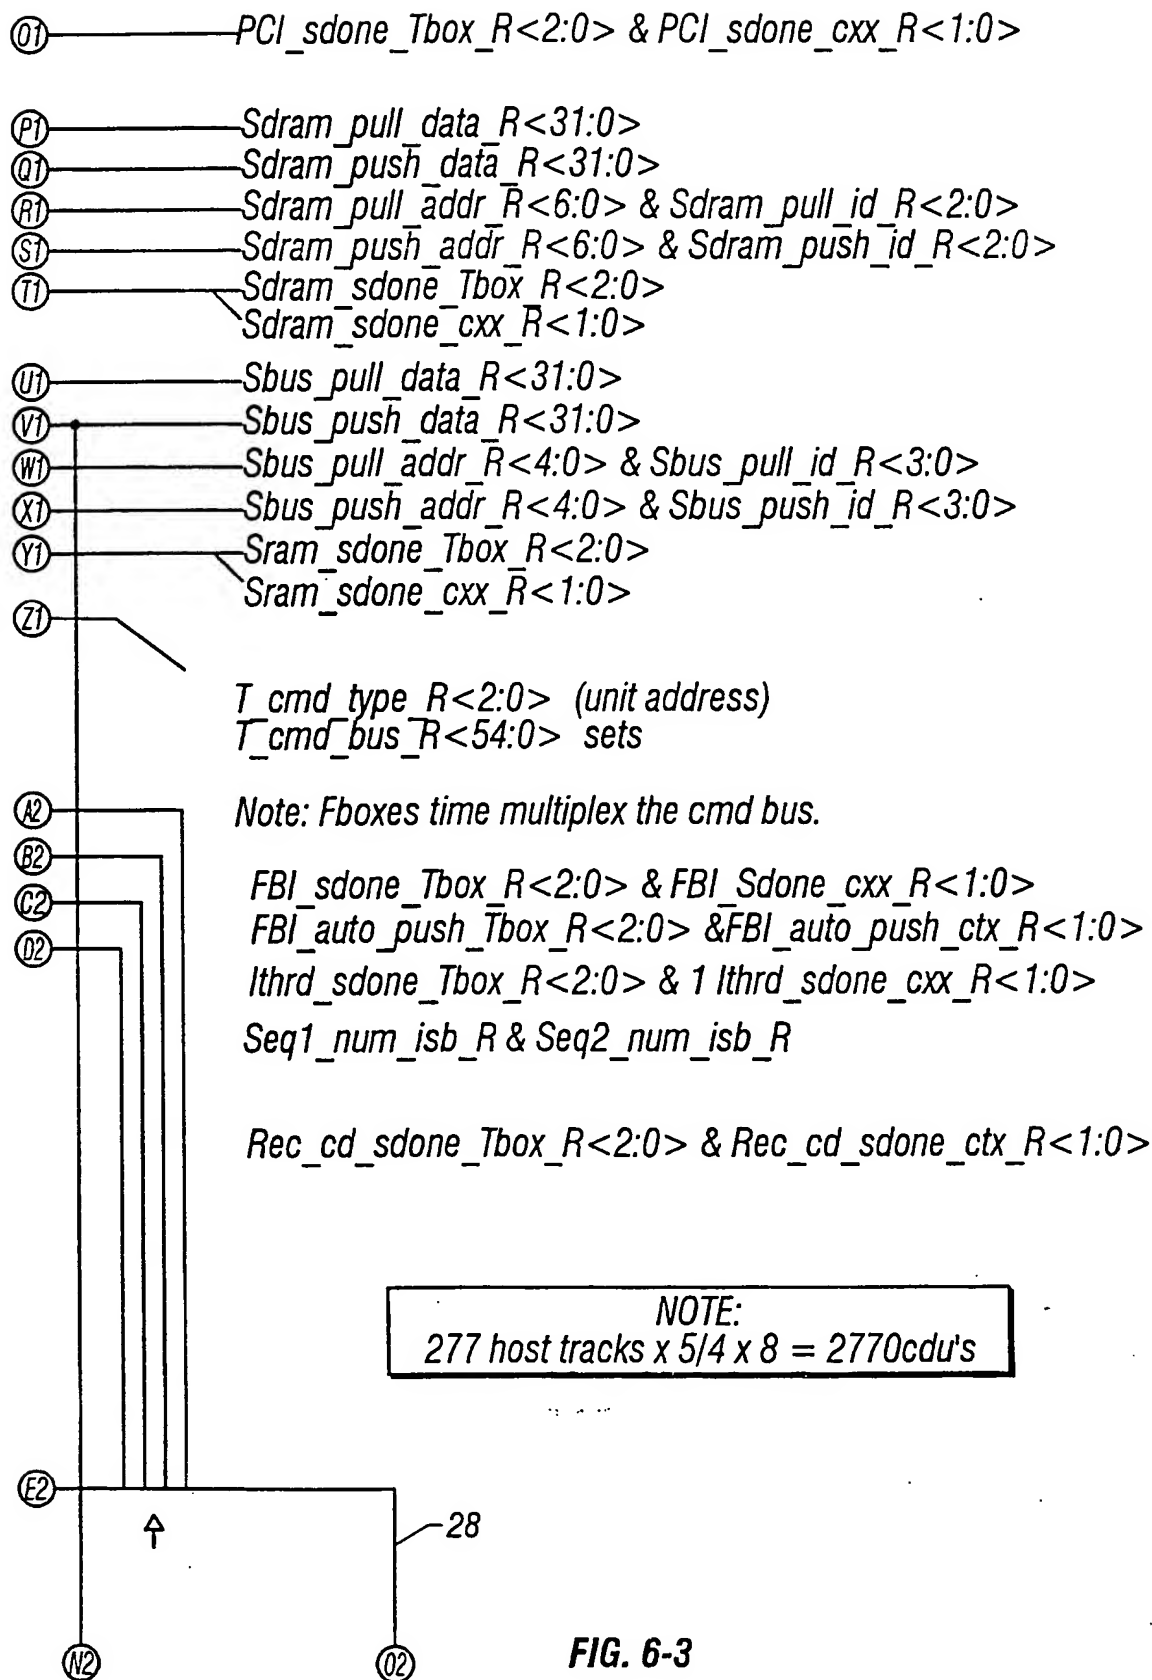 O1 PCI_sdone_Tbox_R<2:0> & PCI_sdone_cxx_R<1:0>
P1 Sdram_pull_data_R<31:0>
Q1 Sdram_push_data_R<31:0>
R1 Sdram_pull_addr_R<6:0> & Sdram_pull_id_R<2:0>
S1 Sdram_push_addr_R<6:0> & Sdram_push_id_R<2:0>
T1 Sdram_sdone_Tbox_R<2:0>
Sdram_sdone_cxx_R<1:0>
U1 Sbus_pull_data_R<31:0>
V1 Sbus_push_data_R<31:0>
W1 Sbus_pull_addr_R<4:0> & Sbus_pull_id_R<3:0>
X1 Sbus_push_addr_R<4:0> & Sbus_push_id_R<3:0>
Y1 Sram_sdone_Tbox_R<2:0>
Sram_sdone_cxx_R<1:0>
Z1
T_cmd_type_R<2:0> (unit address)
T_cmd_bus_R<54:0> sets
A2 Note: Fboxes time multiplex the cmd bus.
B2
FBI_sdone_Tbox_R<2:0> & FBI_Sdone_cxx_R<1:0>
C2
FBI_auto_push_Tbox_R<2:0> &FBI_auto_push_ctx_R<1:0>
D2
Ithrd_sdone_Tbox_R<2:0> & 1 Ithrd_sdone_cxx_R<1:0>
Seq1_num_isb_R & Seq2_num_isb_R
Rec_cd_sdone_Tbox_R<2:0> & Rec_cd_sdone_ctx_R<1:0>
NOTE:
277 host tracks x 5/4 x 8 = 2770cdu's
E2
28
N2 O2
FIG. 6-3